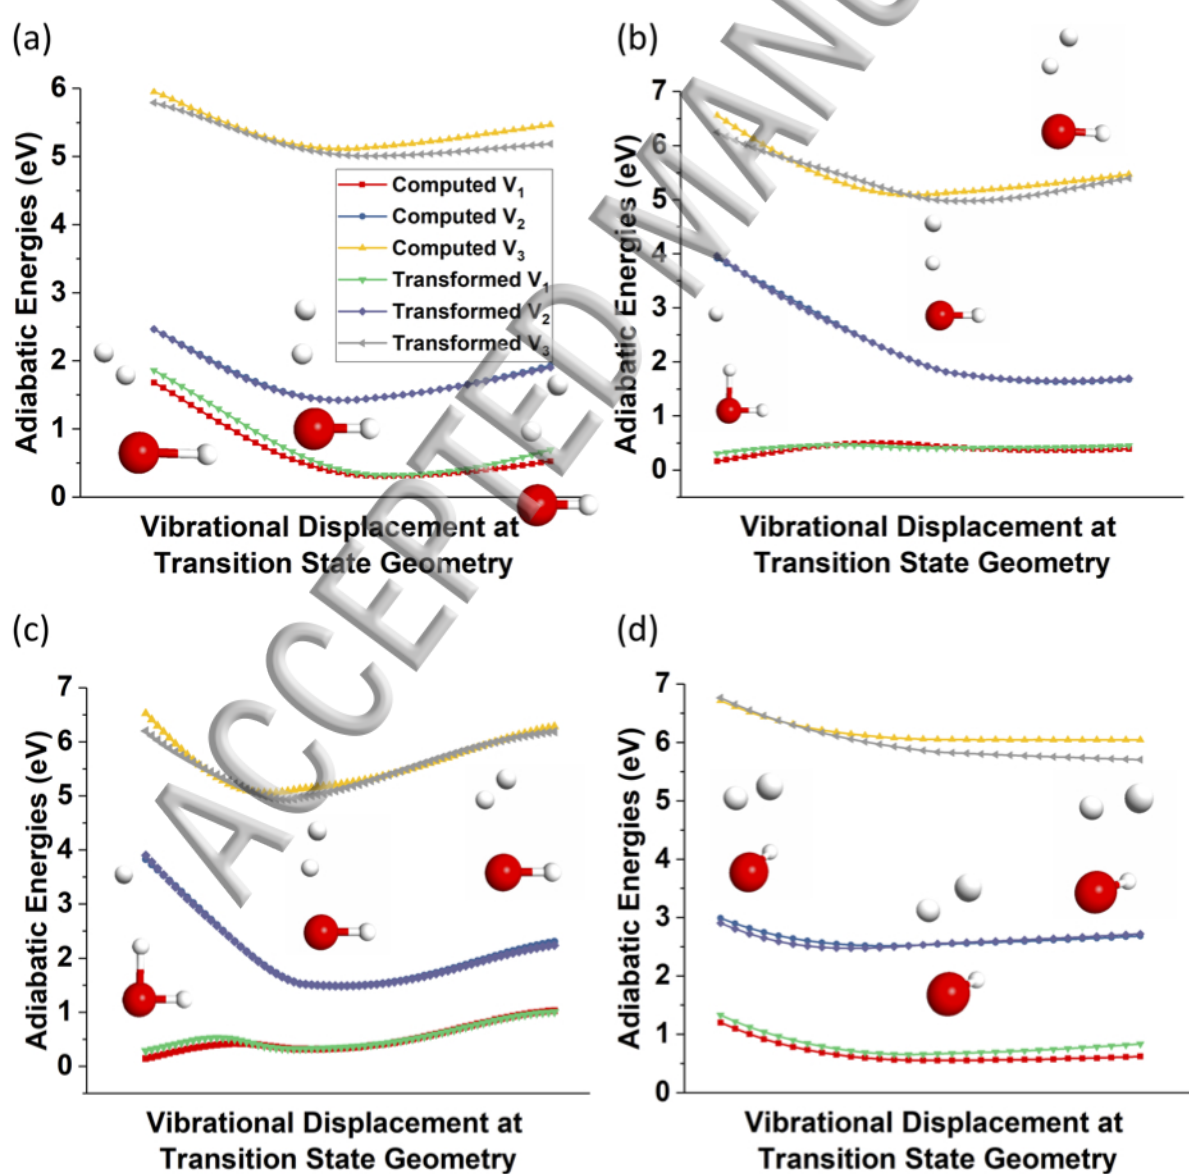 (a)
6
5
4
3
2
1
0
Adiabatic Energies (eV)
Computed V1
Computed V2
Computed V3
Transformed V1
Transformed V2
Transformed V3
Vibrational Displacement at
Transition State Geometry
(b)
7
6
5
4
3
2
1
0
Adiabatic Energies (eV)
Vibrational Displacement at
Transition State Geometry
(c)
7
6
5
4
3
2
1
0
Adiabatic Energies (eV)
Vibrational Displacement at
Transition State Geometry
(d)
7
6
5
4
3
2
1
0
Adiabatic Energies (eV)
Vibrational Displacement at
Transition State Geometry
ACCEPTED MANU